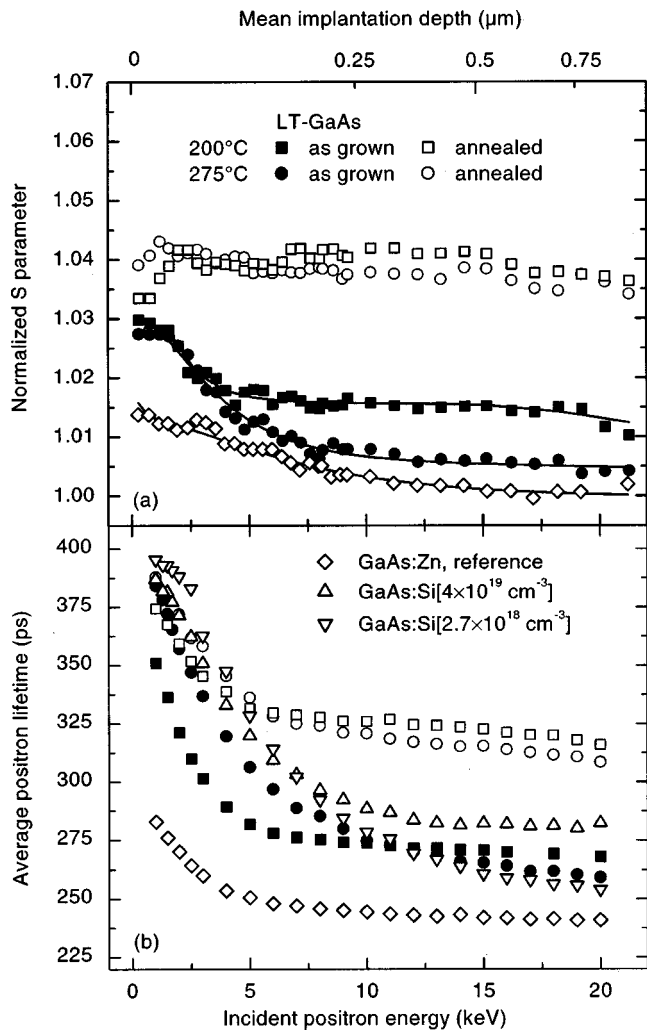 Mean implantation depth (µm)
0 0.25 0.5 0.75
1.07
1.06
1.05
1.04
1.03
1.02
1.01
1.00
Normalized S parameter
LT-GaAs
200°C as grown annealed
275°C as grown annealed
(a)
400
375
350
325
300
275
250
225
Average positron lifetime (ps)
GaAs:Zn, reference
GaAs:Si[4×10¹⁹ cm⁻³]
GaAs:Si[2.7×10¹⁸ cm⁻³]
(b)
0 5 10 15 20
Incident positron energy (keV)